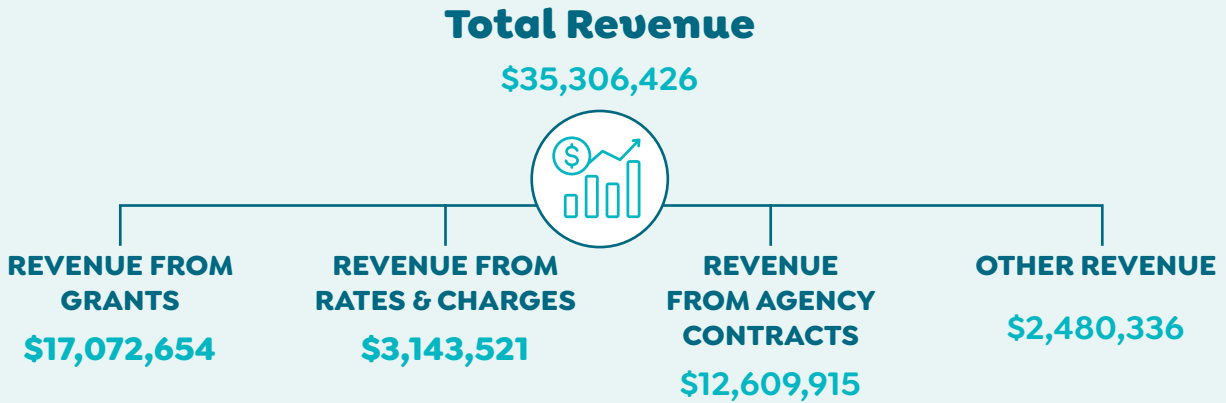 Total Revenue
$35,306,426
$
REVENUE FROM
GRANTS
$17,072,654
REVENUE FROM
RATES & CHARGES
$3,143,521
REVENUE
FROM AGENCY
CONTRACTS
$12,609,915
OTHER REVENUE
$2,480,336